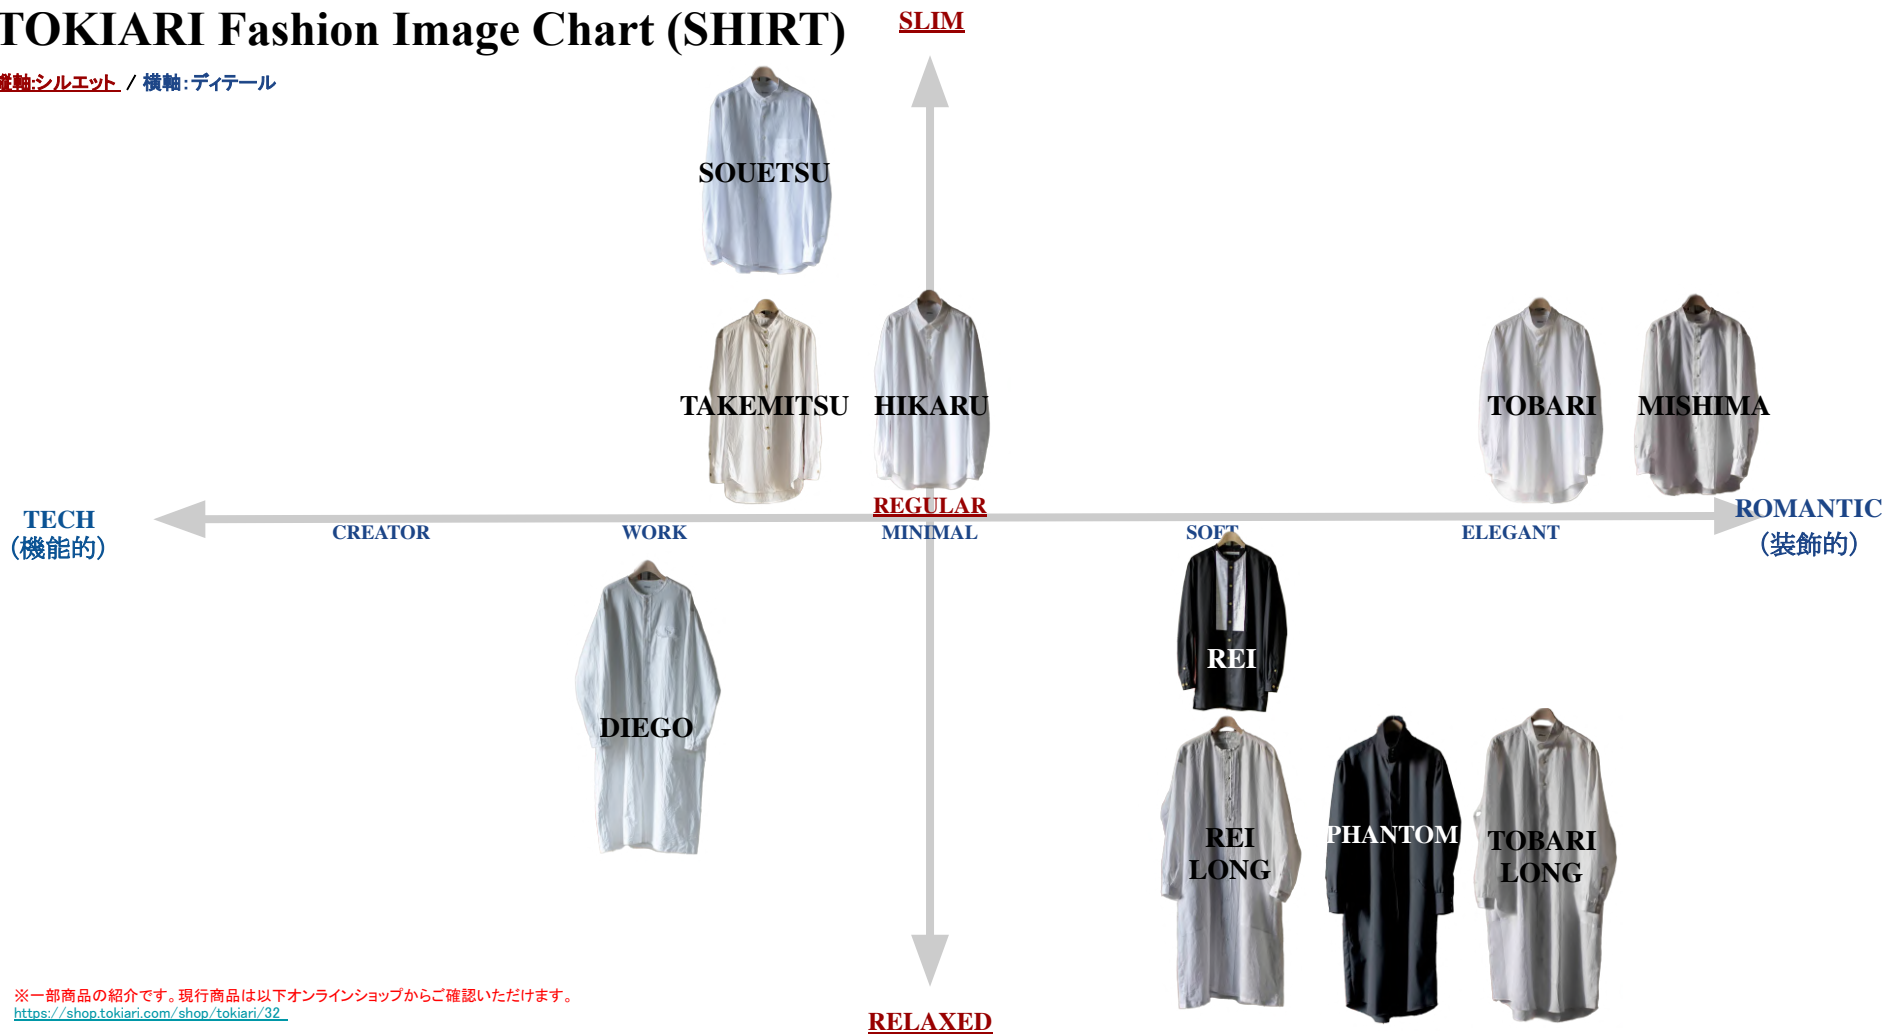 TOKIARI Fashion Image Chart (SHIRT)
SLIM
縦軸:シルエット / 横軸：ディテール
SOUETSU
TAKEMITSU
HIKARU
TOBARI
MISHIMA
REGULAR
TECH
（機能的）
CREATOR
WORK
MINIMAL
SOFT
ELEGANT
ROMANTIC
（装飾的）
REI
DIEGO
REI
LONG
PHANTOM
TOBARI
LONG
※一部商品の紹介です。現行商品は以下オンラインショップからご確認いただけます。
https://shop.tokiari.com/shop/tokiari/32
RELAXED